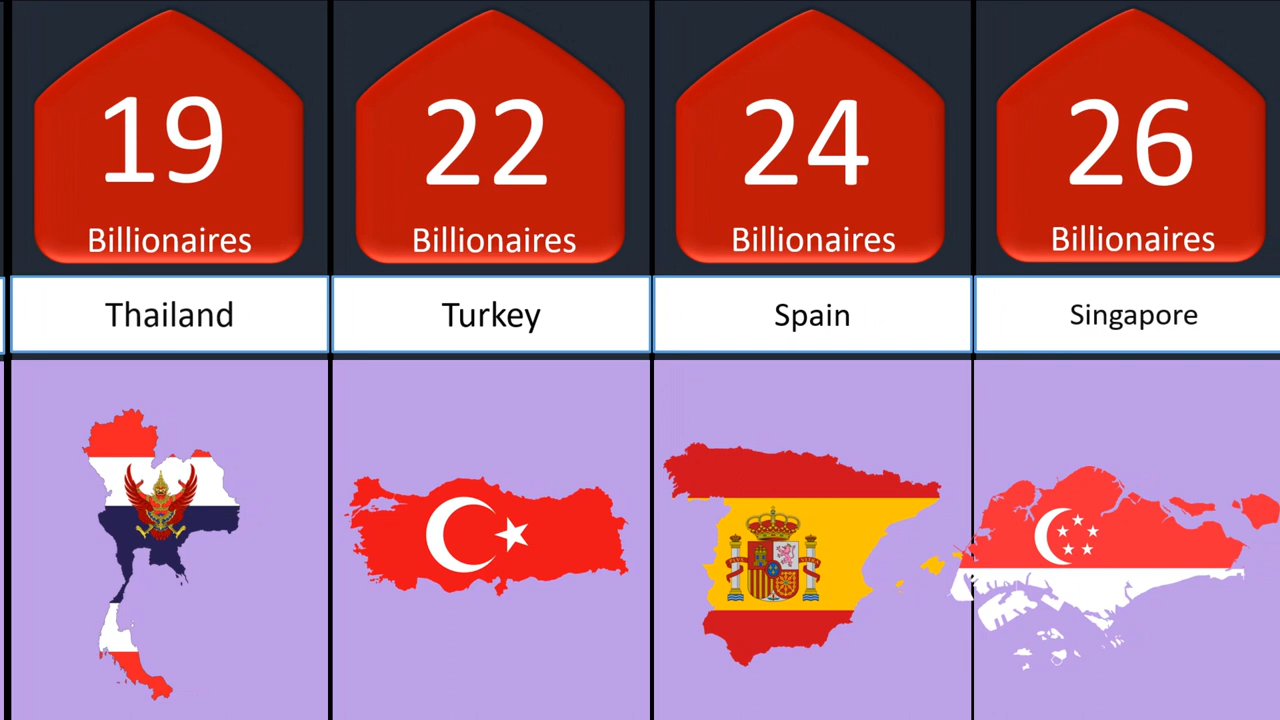 19
Billionaires
Thailand
22
Billionaires
Turkey
24
Billionaires
Spain
26
Billionaires
Singapore